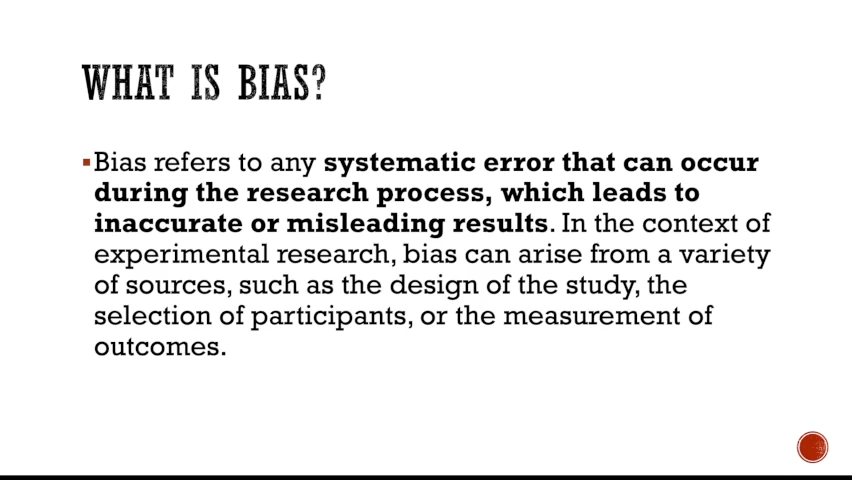 WHAT IS BIAS?
▪Bias refers to any systematic error that can occur
during the research process, which leads to
inaccurate or misleading results. In the context of
experimental research, bias can arise from a variety
of sources, such as the design of the study, the
selection of participants, or the measurement of
outcomes.